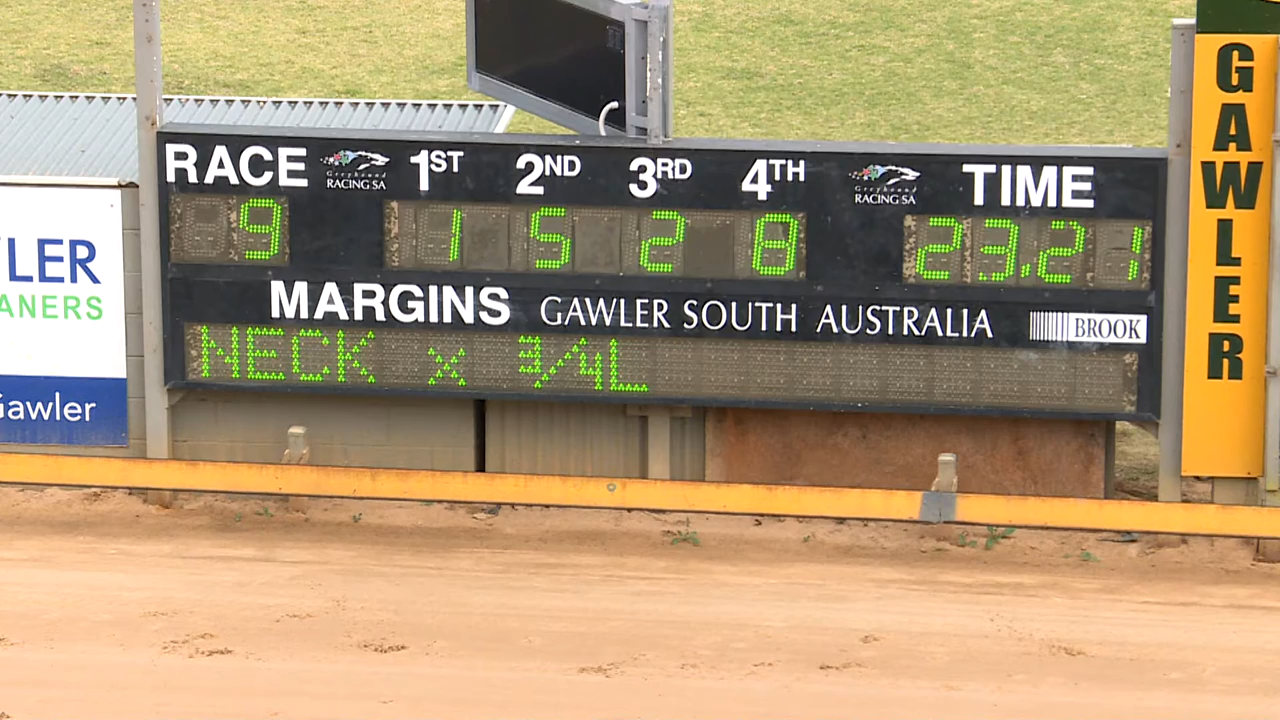 RACE Greyhound RACING SA 1ST 2ND 3RD 4TH Greyhound RACING SA TIME
9 1 5 2 8 23.21
MARGINS GAWLER SOUTH AUSTRALIA BROOK
NECK x 3/4L
LER
ANERS
Gawler
GAWLER